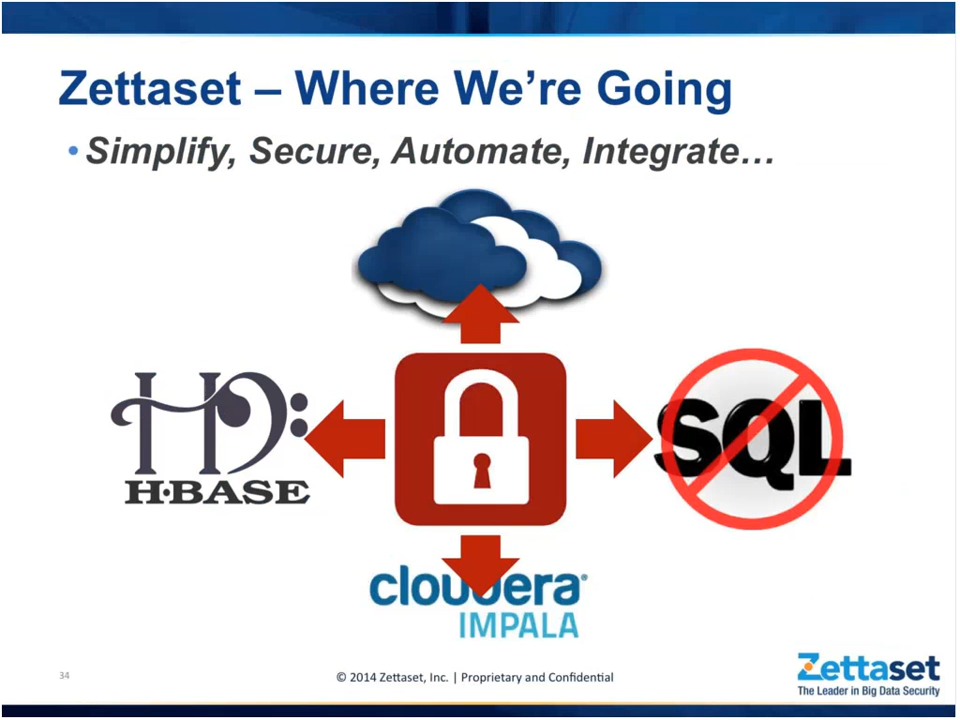 Zettaset – Where We're Going
• Simplify, Secure, Automate, Integrate…
H·BASE
SQL
cloudera®
IMPALA
34
© 2014 Zettaset, Inc. | Proprietary and Confidential
Zettaset
The Leader in Big Data Security